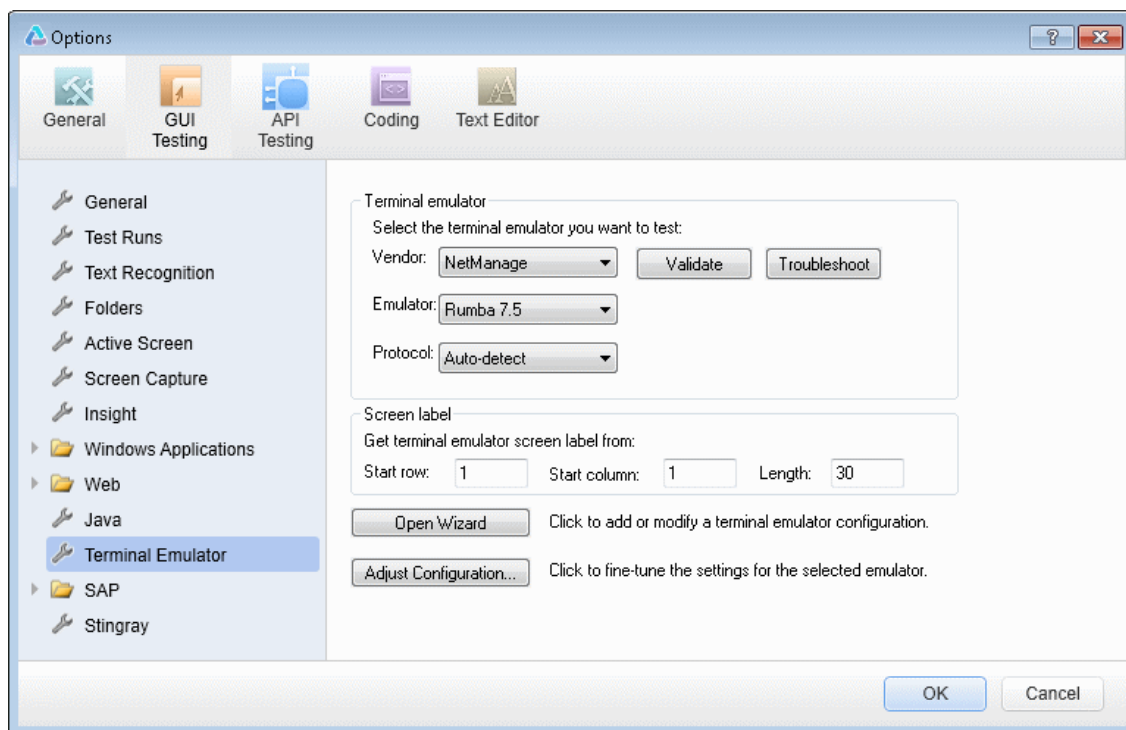 Options
General
GUI
Testing
API
Testing
Coding
Text Editor
General
Test Runs
Text Recognition
Folders
Active Screen
Screen Capture
Insight
Windows Applications
Web
Java
Terminal Emulator
SAP
Stingray
Terminal emulator
Select the terminal emulator you want to test:
Vendor: NetManage Validate Troubleshoot
Emulator: Rumba 7.5
Protocol: Auto-detect
Screen label
Get terminal emulator screen label from:
Start row: 1 Start column: 1 Length: 30
Open Wizard Click to add or modify a terminal emulator configuration.
Adjust Configuration... Click to fine-tune the settings for the selected emulator.
OK Cancel